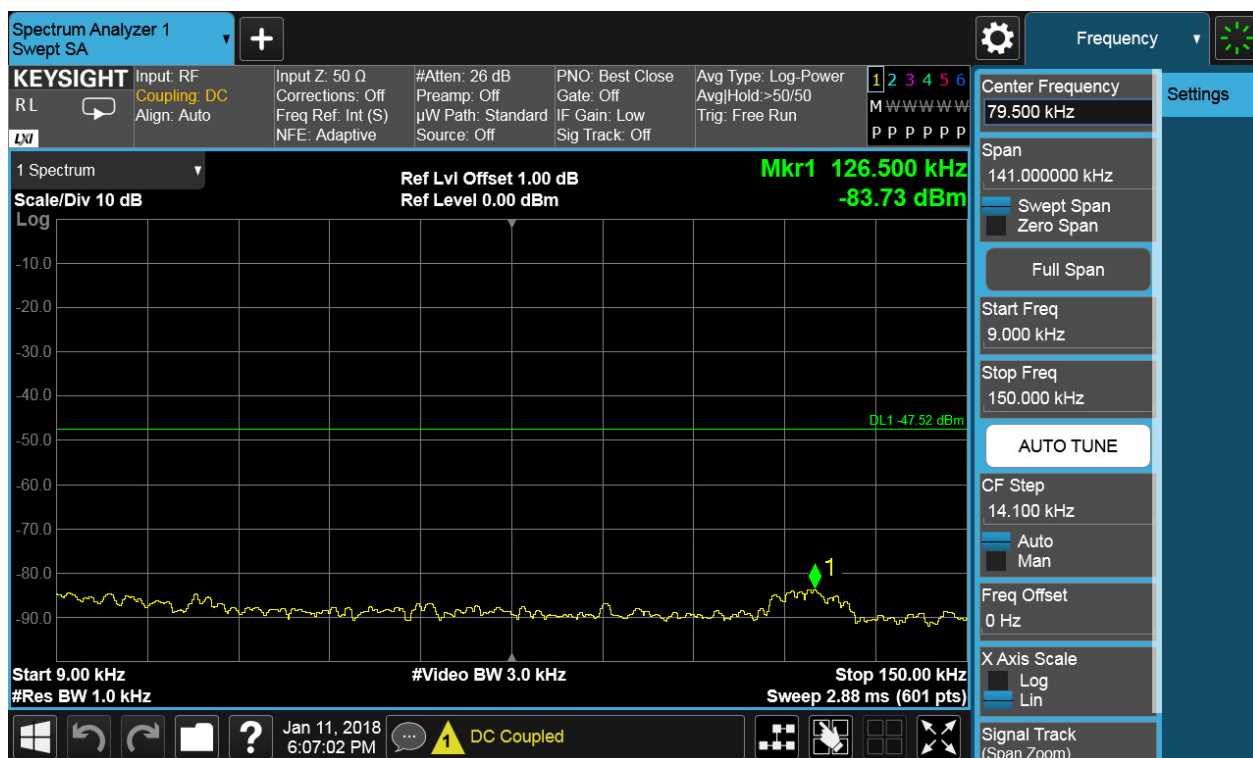 Spectrum Analyzer 1
Swept SA
+
Frequency
KEYSIGHT
RL
LXI
Input: RF
Coupling: DC
Align: Auto
Input Z: 50 Ω
Corrections: Off
Freq Ref: Int (S)
NFE: Adaptive
#Atten: 26 dB
Preamp: Off
µW Path: Standard
Source: Off
PNO: Best Close
Gate: Off
IF Gain: Low
Sig Track: Off
Avg Type: Log-Power
Avg|Hold:>50/50
Trig: Free Run
1 2 3 4 5 6
M W W W W W
P P P P P P
1 Spectrum
Scale/Div 10 dB
Log
Ref Lvl Offset 1.00 dB
Ref Level 0.00 dBm
Mkr1 126.500 kHz
-83.73 dBm
-10.0
-20.0
-30.0
-40.0
DL1 -47.52 dBm
-50.0
-60.0
-70.0
-80.0
1
-90.0
Start 9.00 kHz
#Res BW 1.0 kHz
#Video BW 3.0 kHz
Stop 150.00 kHz
Sweep 2.88 ms (601 pts)
Center Frequency
79.500 kHz
Span
141.000000 kHz
Swept Span
Zero Span
Full Span
Start Freq
9.000 kHz
Stop Freq
150.000 kHz
AUTO TUNE
CF Step
14.100 kHz
Auto
Man
Freq Offset
0 Hz
X Axis Scale
Log
Lin
Signal Track
(Span Zoom)
Settings
?
Jan 11, 2018
6:07:02 PM
1
DC Coupled